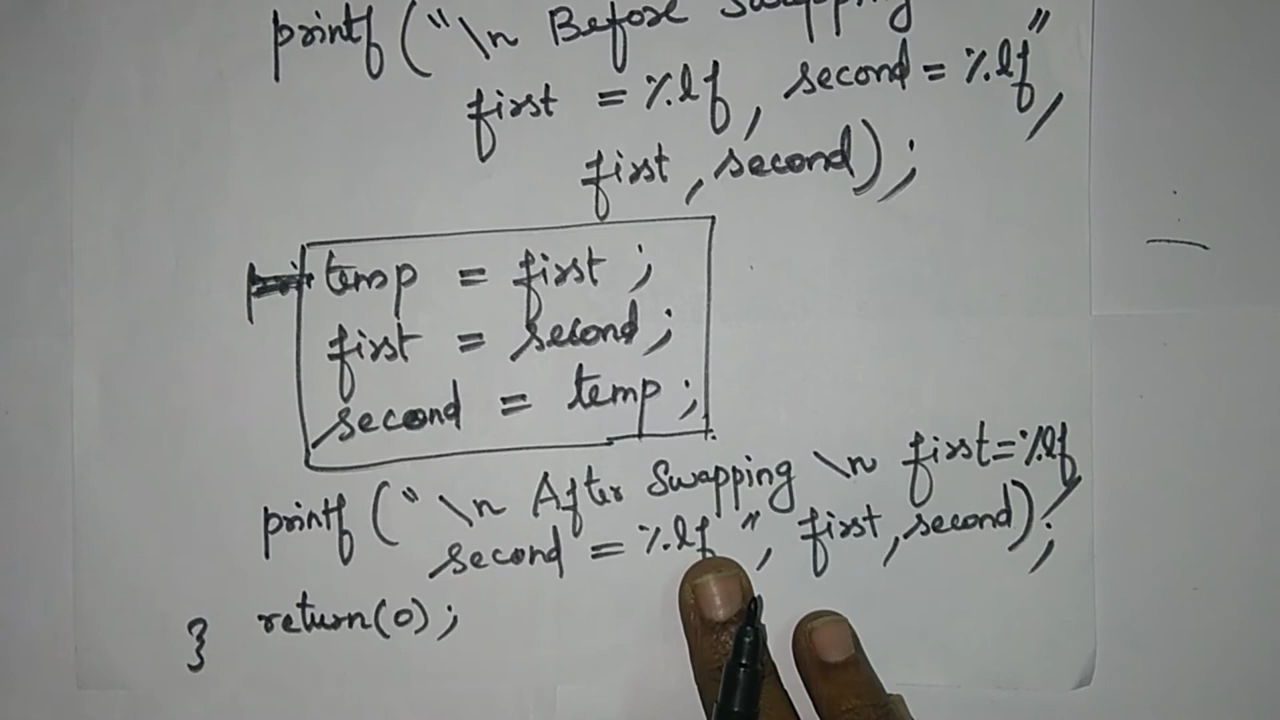 printf ("\n Before Swapping
first = %lf, second = %lf",
first, second);
temp = first ;
first = second;
second = temp;
printf ("\n After Swapping \n first=%lf,
second = %lf", first, second);
return(0);
}